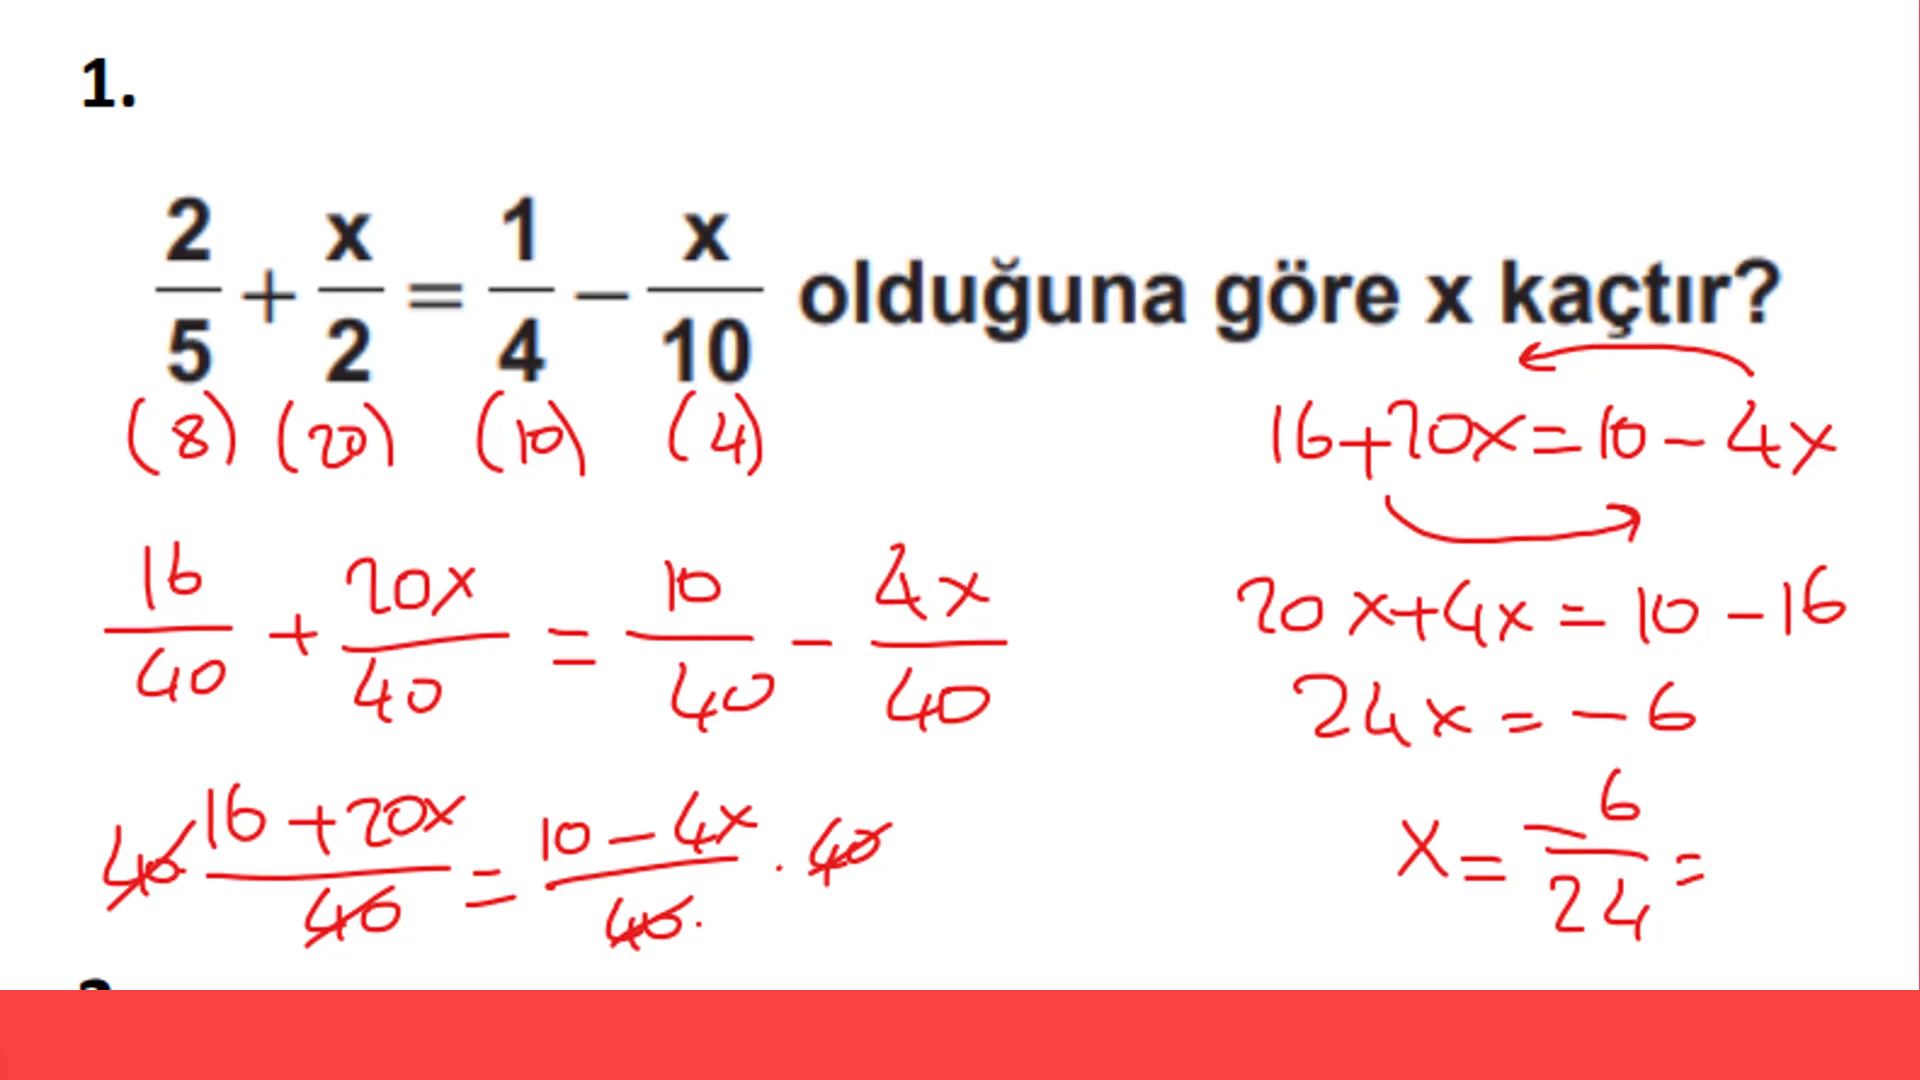 1.
2/5 + x/2 = 1/4 − x/10 olduğuna göre x kaçtır?
(8) (20) (10) (4)
16/40 + 20x/40 = 10/40 − 4x/40
40 16+20x/40 = 10−4x/40 . 40
16+20x=10−4x
20x+4x=10−16
24x=−6
x=−6/24=